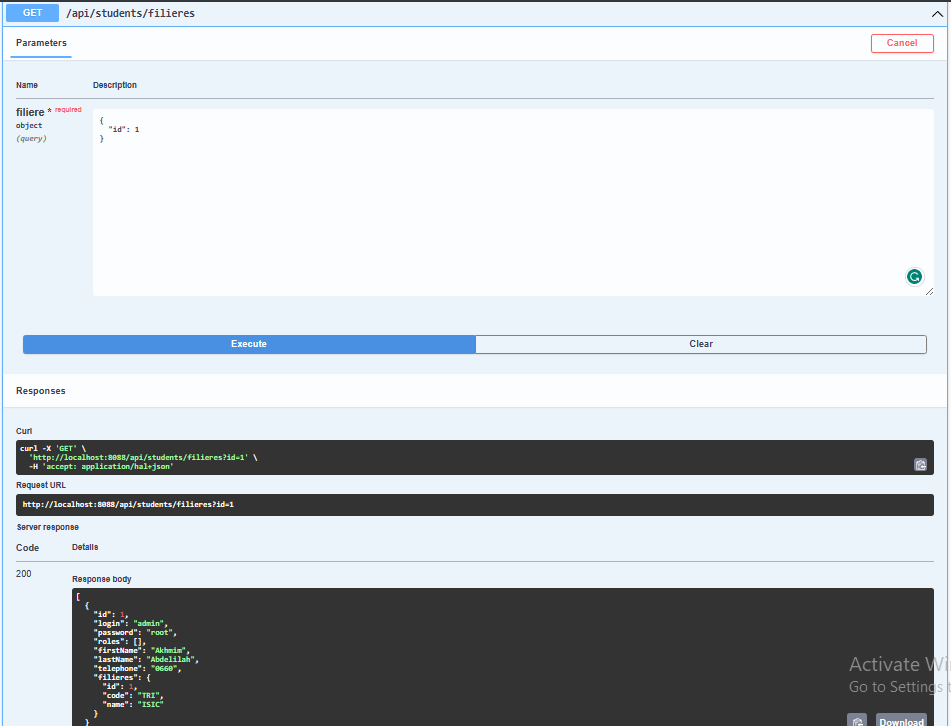 GET /api/students/filieres
Parameters
Cancel
Name Description
filiere * required
object
(query)
{
"id": 1
}
Execute
Clear
Responses
Curl
curl -X 'GET' \
'http://localhost:8088/api/students/filieres?id=1' \
-H 'accept: application/hal+json'
Request URL
http://localhost:8088/api/students/filieres?id=1
Server response
Code Details
200
Response body
[
{
"id": 1,
"login": "admin",
"password": "root",
"roles": [],
"firstName": "Akhmim",
"lastName": "Abdelilah",
"telephone": "0660",
"filieres": {
"id": 1,
"code": "TRI",
"name": "ISIC"
}
}
Activate Wi
Go to Settings t
Download